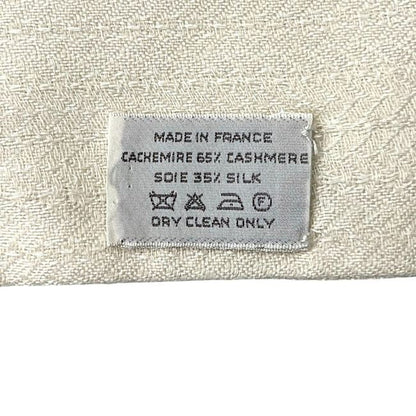 MADE IN FRANCE
CACHEMIRE 65% CASHMERE
SOIE 35% SILK
F
DRY CLEAN ONLY